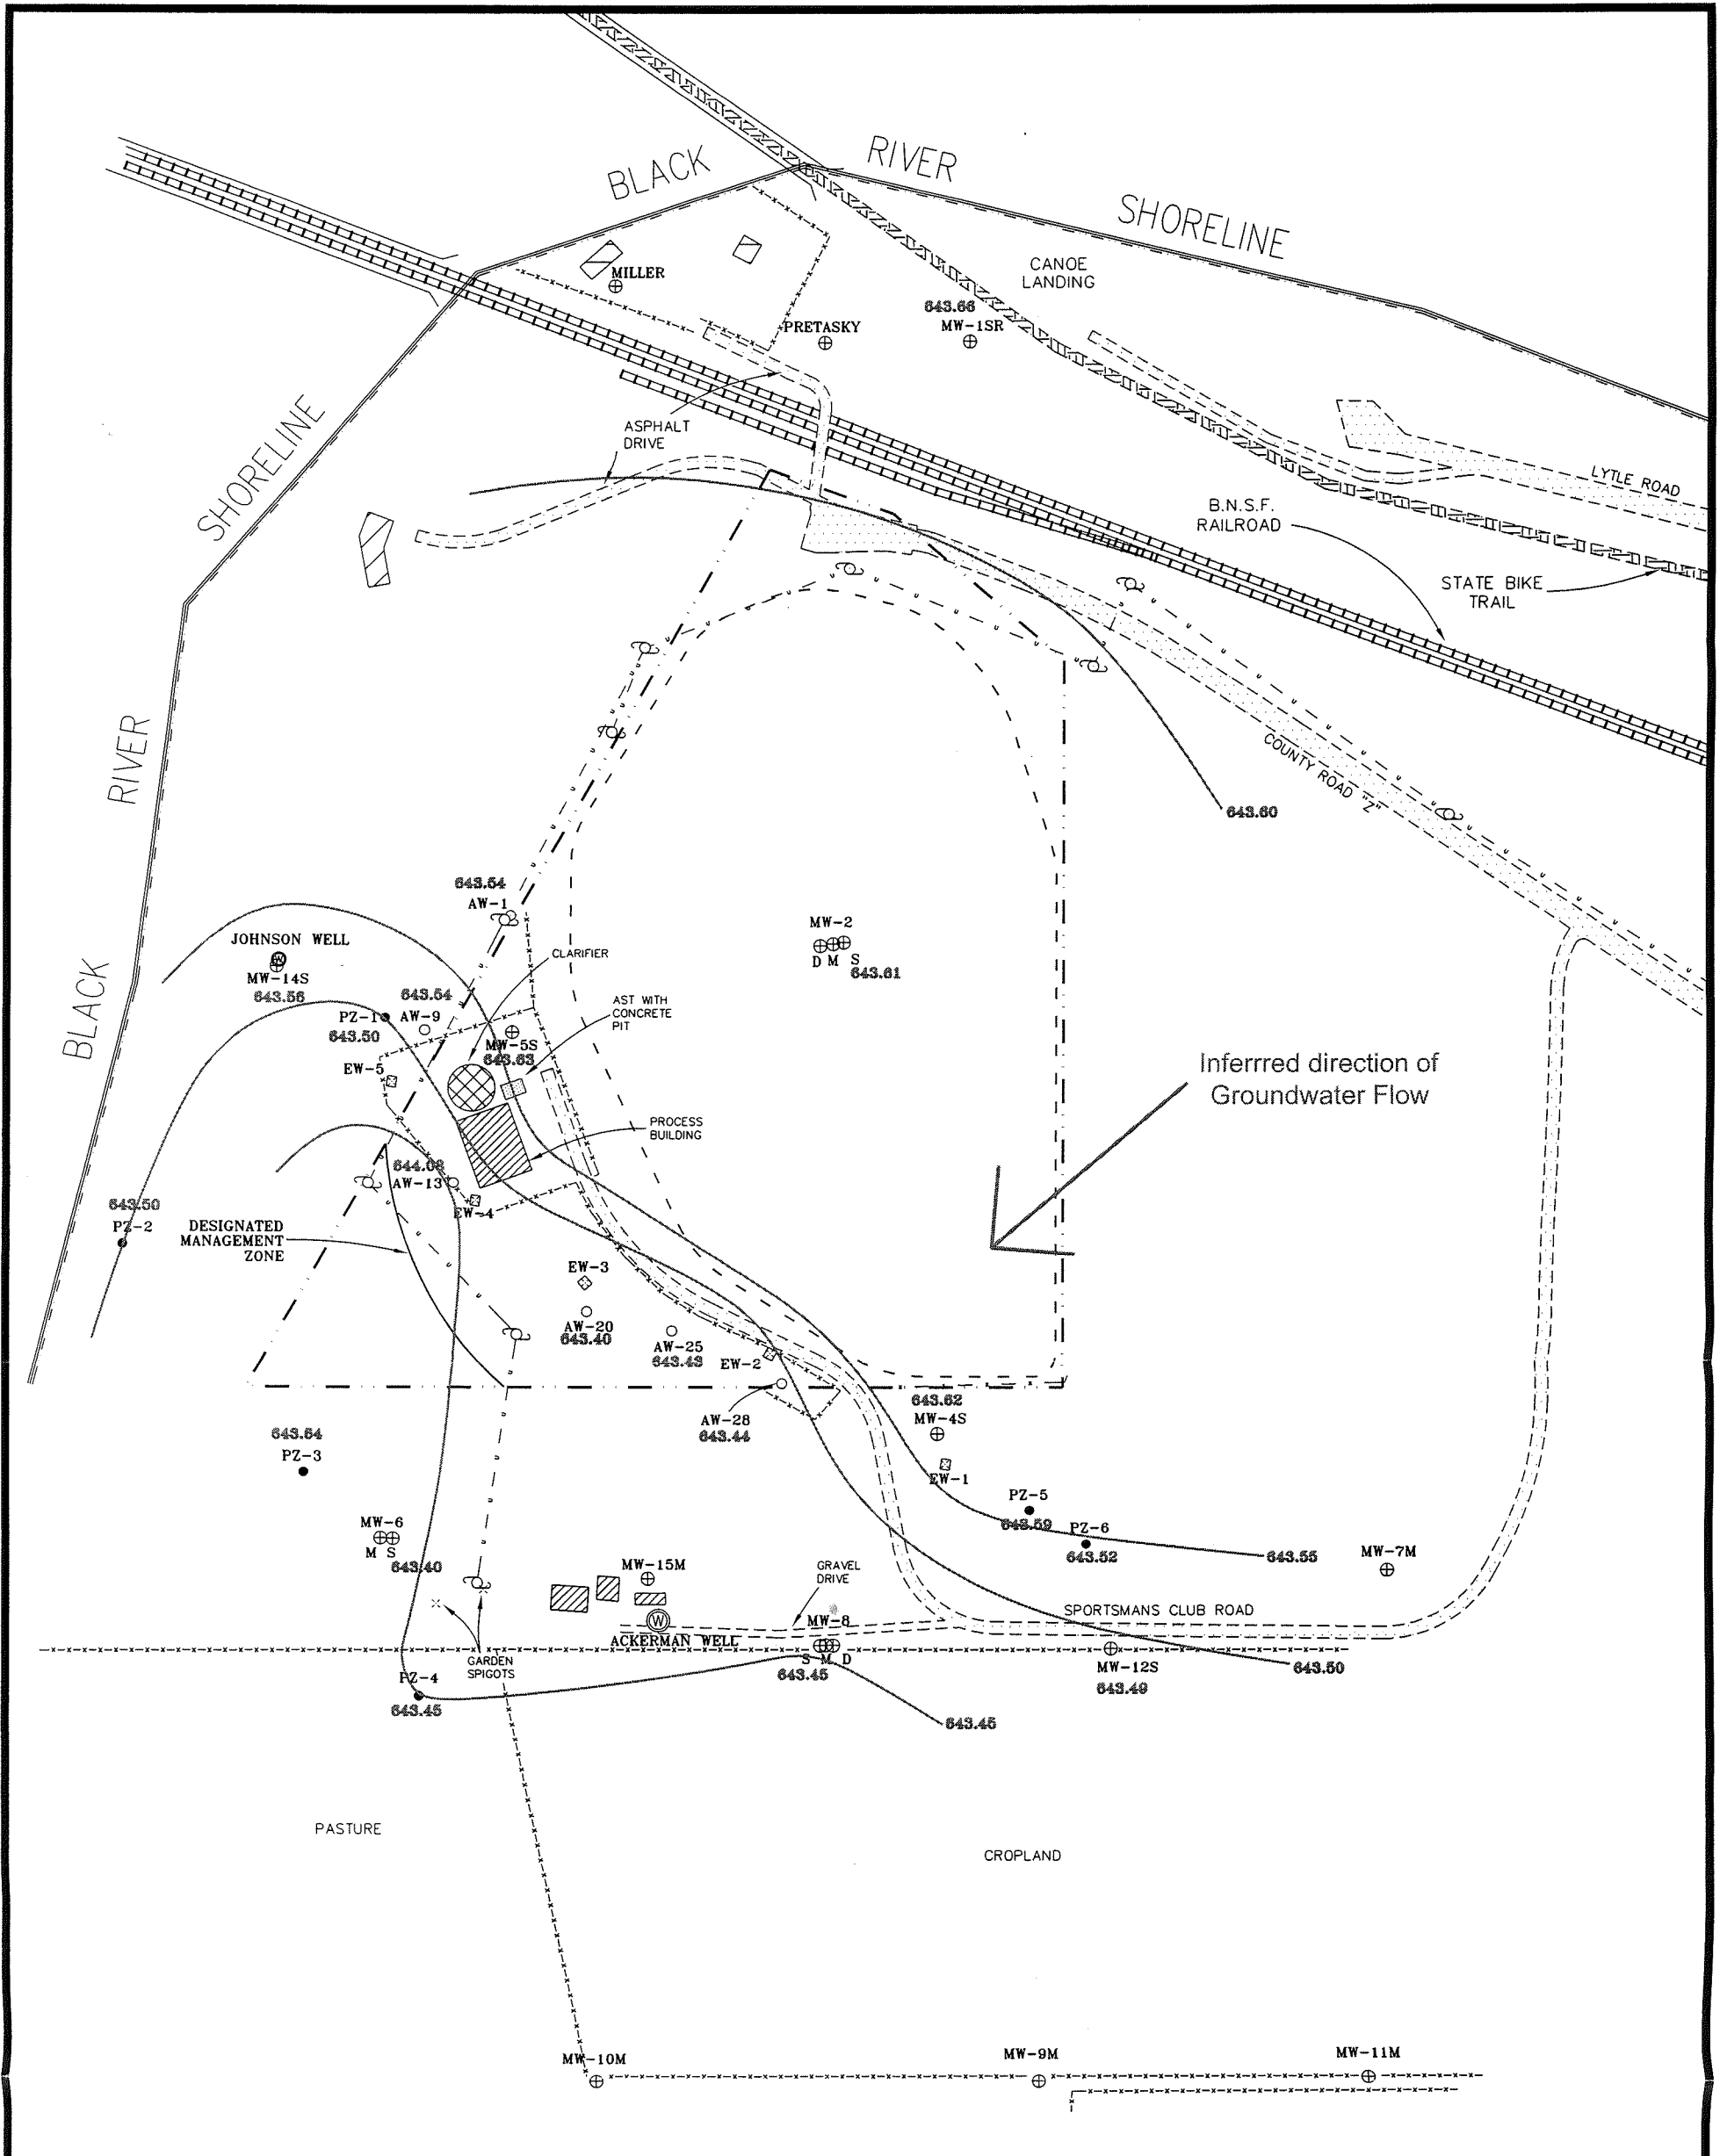 BLACK
RIVER
SHORELINE
CANOE
LANDING
MILLER
643.66
MW-1SR
PRETASKY
ASPHALT
DRIVE
SHORELINE
LYTLE ROAD
B.N.S.F.
RAILROAD
STATE BIKE
TRAIL
RIVER
COUNTY ROAD "Z"
643.60
643.54
AW-1
MW-2
D M S
643.61
JOHNSON WELL
MW-14S
643.56
CLARIFIER
BLACK
643.54
PZ-1
AW-9
643.50
AST WITH
CONCRETE
PIT
MW-5S
643.63
EW-5
Inferrred direction of
Groundwater Flow
PROCESS
BUILDING
644.08
AW-13
EW-4
643.50
PZ-2
DESIGNATED
MANAGEMENT
ZONE
EW-3
AW-20
643.40
AW-25
643.43
EW-2
AW-28
643.44
643.62
MW-4S
EW-1
643.54
PZ-3
PZ-5
643.59
PZ-6
643.52
643.55
MW-7M
MW-6
M S
643.40
MW-15M
GRAVEL
DRIVE
SPORTSMANS CLUB ROAD
MW-8
ACKERMAN WELL
S M D
643.45
GARDEN
SPIGOTS
MW-12S
643.49
643.50
PZ-4
643.45
643.45
PASTURE
CROPLAND
MW-10M
MW-9M
MW-11M